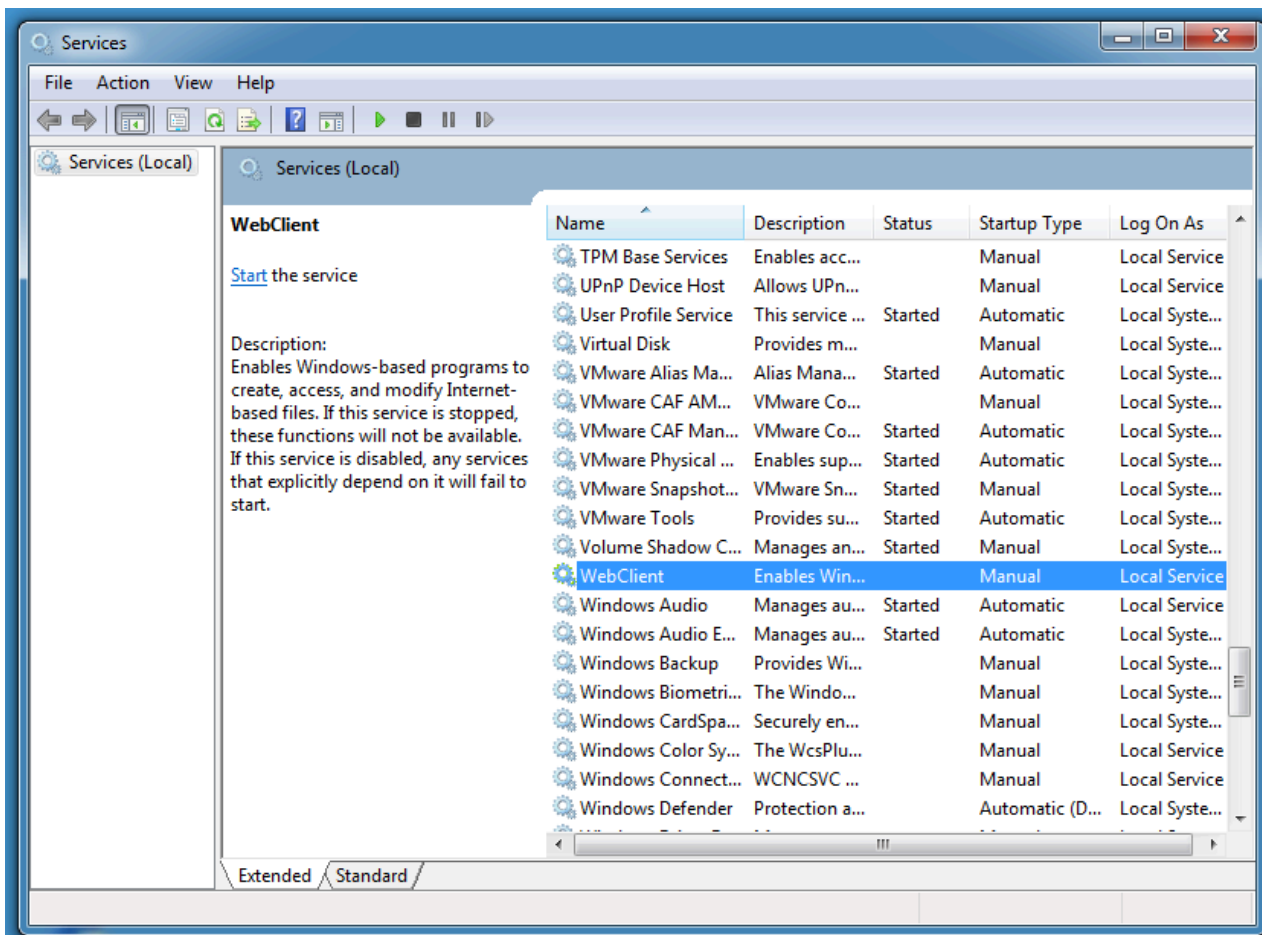 Services
File Action View Help
Services (Local)
Services (Local)
WebClient
Start the service
Description:
Enables Windows-based programs to
create, access, and modify Internet-
based files. If this service is stopped,
these functions will not be available.
If this service is disabled, any services
that explicitly depend on it will fail to
start.
Name Description Status Startup Type Log On As
TPM Base Services Enables acc... Manual Local Service
UPnP Device Host Allows UPn... Manual Local Service
User Profile Service This service ... Started Automatic Local Syste...
Virtual Disk Provides m... Manual Local Syste...
VMware Alias Ma... Alias Mana... Started Automatic Local Syste...
VMware CAF AM... VMware Co... Manual Local Syste...
VMware CAF Man... VMware Co... Started Automatic Local Syste...
VMware Physical ... Enables sup... Started Automatic Local Syste...
VMware Snapshot... VMware Sn... Started Manual Local Syste...
VMware Tools Provides su... Started Automatic Local Syste...
Volume Shadow C... Manages an... Started Manual Local Syste...
WebClient Enables Win... Manual Local Service
Windows Audio Manages au... Started Automatic Local Service
Windows Audio E... Manages au... Started Automatic Local Syste...
Windows Backup Provides Wi... Manual Local Syste...
Windows Biometri... The Windo... Manual Local Syste...
Windows CardSpa... Securely en... Manual Local Syste...
Windows Color Sy... The WcsPlu... Manual Local Service
Windows Connect... WCNCSVC ... Manual Local Service
Windows Defender Protection a... Automatic (D... Local Syste...
Extended Standard